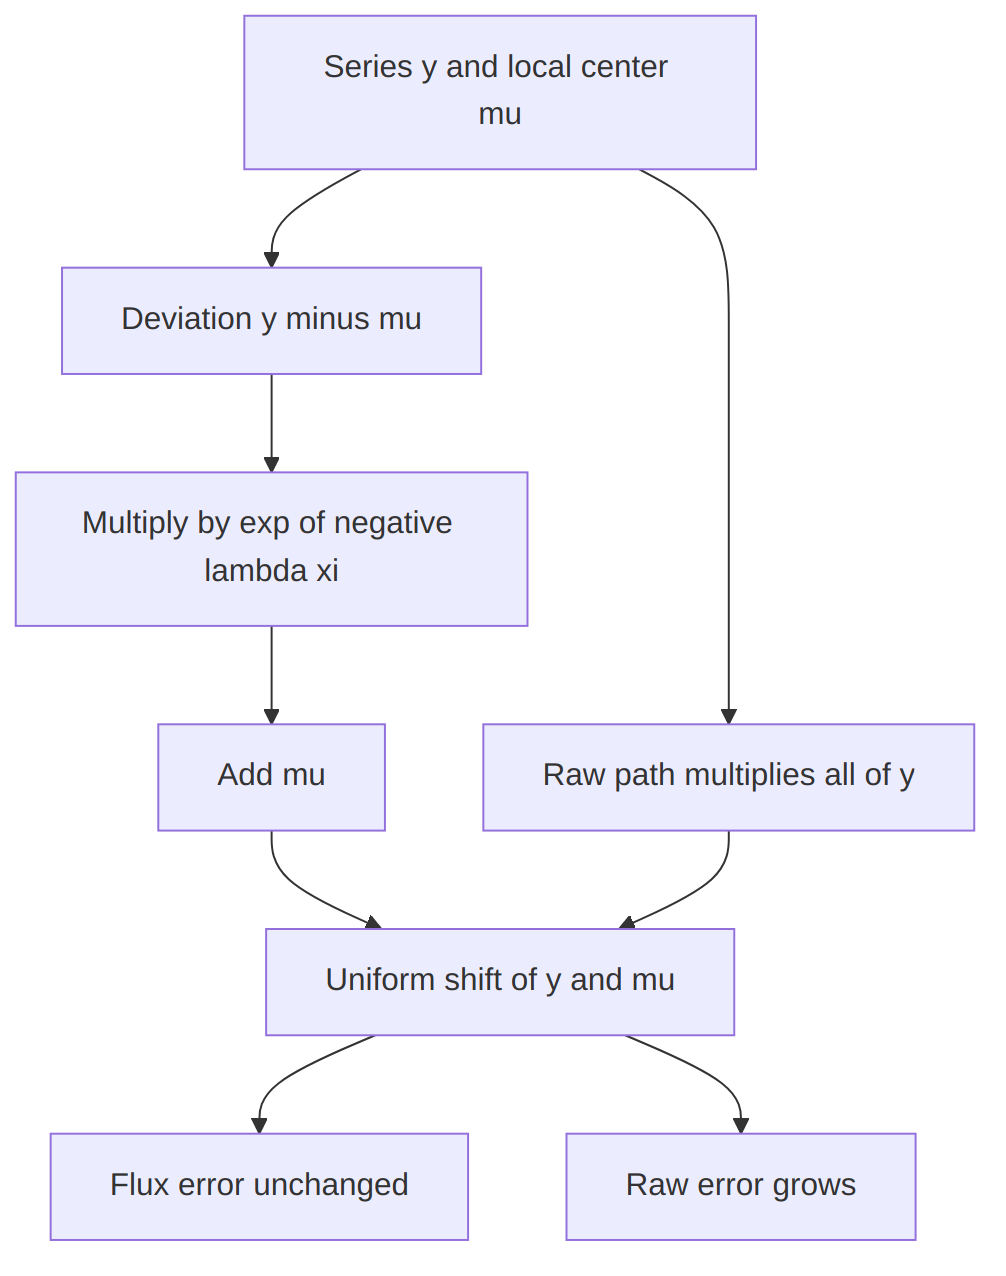 Series y and local center
mu
Deviation y minus mu
Multiply by exp of negative
lambda xi
Add mu
Raw path multiplies all of y
Uniform shift of y and mu
Flux error unchanged
Raw error grows